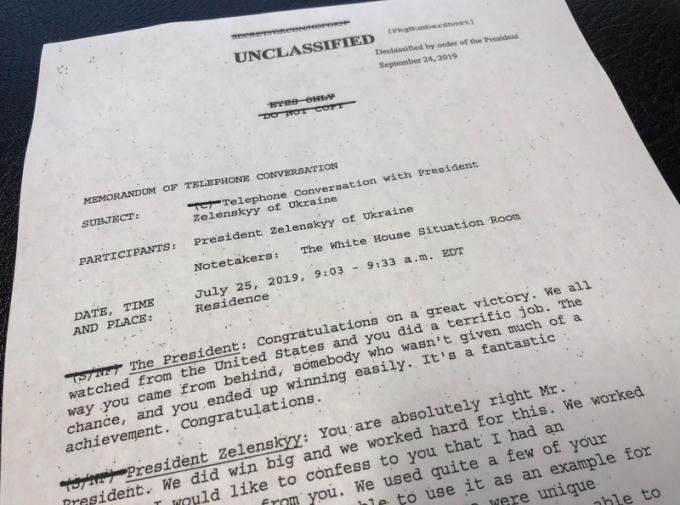 SECRET/ORCON/NOFORN
[PkgNumberShort]
UNCLASSIFIED
Declassified by order of the President
September 24, 2019
EYES ONLY
DO NOT COPY
MEMORANDUM OF TELEPHONE CONVERSATION
SUBJECT: (C) Telephone Conversation with President
Zelenskyy of Ukraine
PARTICIPANTS: President Zelenskyy of Ukraine
Notetakers: The White House Situation Room
DATE, TIME July 25, 2019, 9:03 - 9:33 a.m. EDT
AND PLACE: Residence
(S/NF) The President: Congratulations on a great victory. We all
watched from the United States and you did a terrific job. The
way you came from behind, somebody who wasn't given much of a
chance, and you ended up winning easily. It's a fantastic
achievement. Congratulations.
(S/NF) President Zelenskyy: You are absolutely right Mr.
President. We did win big and we worked hard for this. We worked
I would like to confess to you that I had an
from you. We used quite a few of your
to use it as an example for
were unique
to